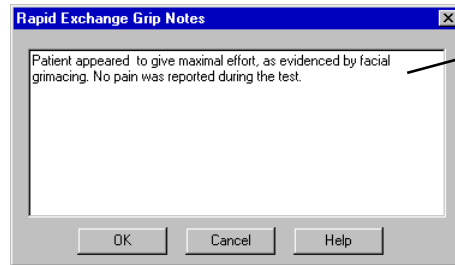 Rapid Exchange Grip Notes
Patient appeared  to give maximal effort, as evidenced by facial
grimacing. No pain was reported during the test.
OK
Cancel
Help